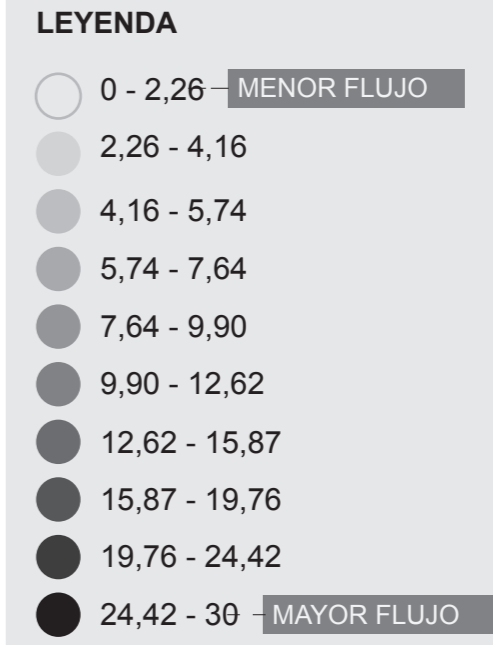 LEYENDA
0 - 2,26 MENOR FLUJO
2,26 - 4,16
4,16 - 5,74
5,74 - 7,64
7,64 - 9,90
9,90 - 12,62
12,62 - 15,87
15,87 - 19,76
19,76 - 24,42
24,42 - 30 MAYOR FLUJO